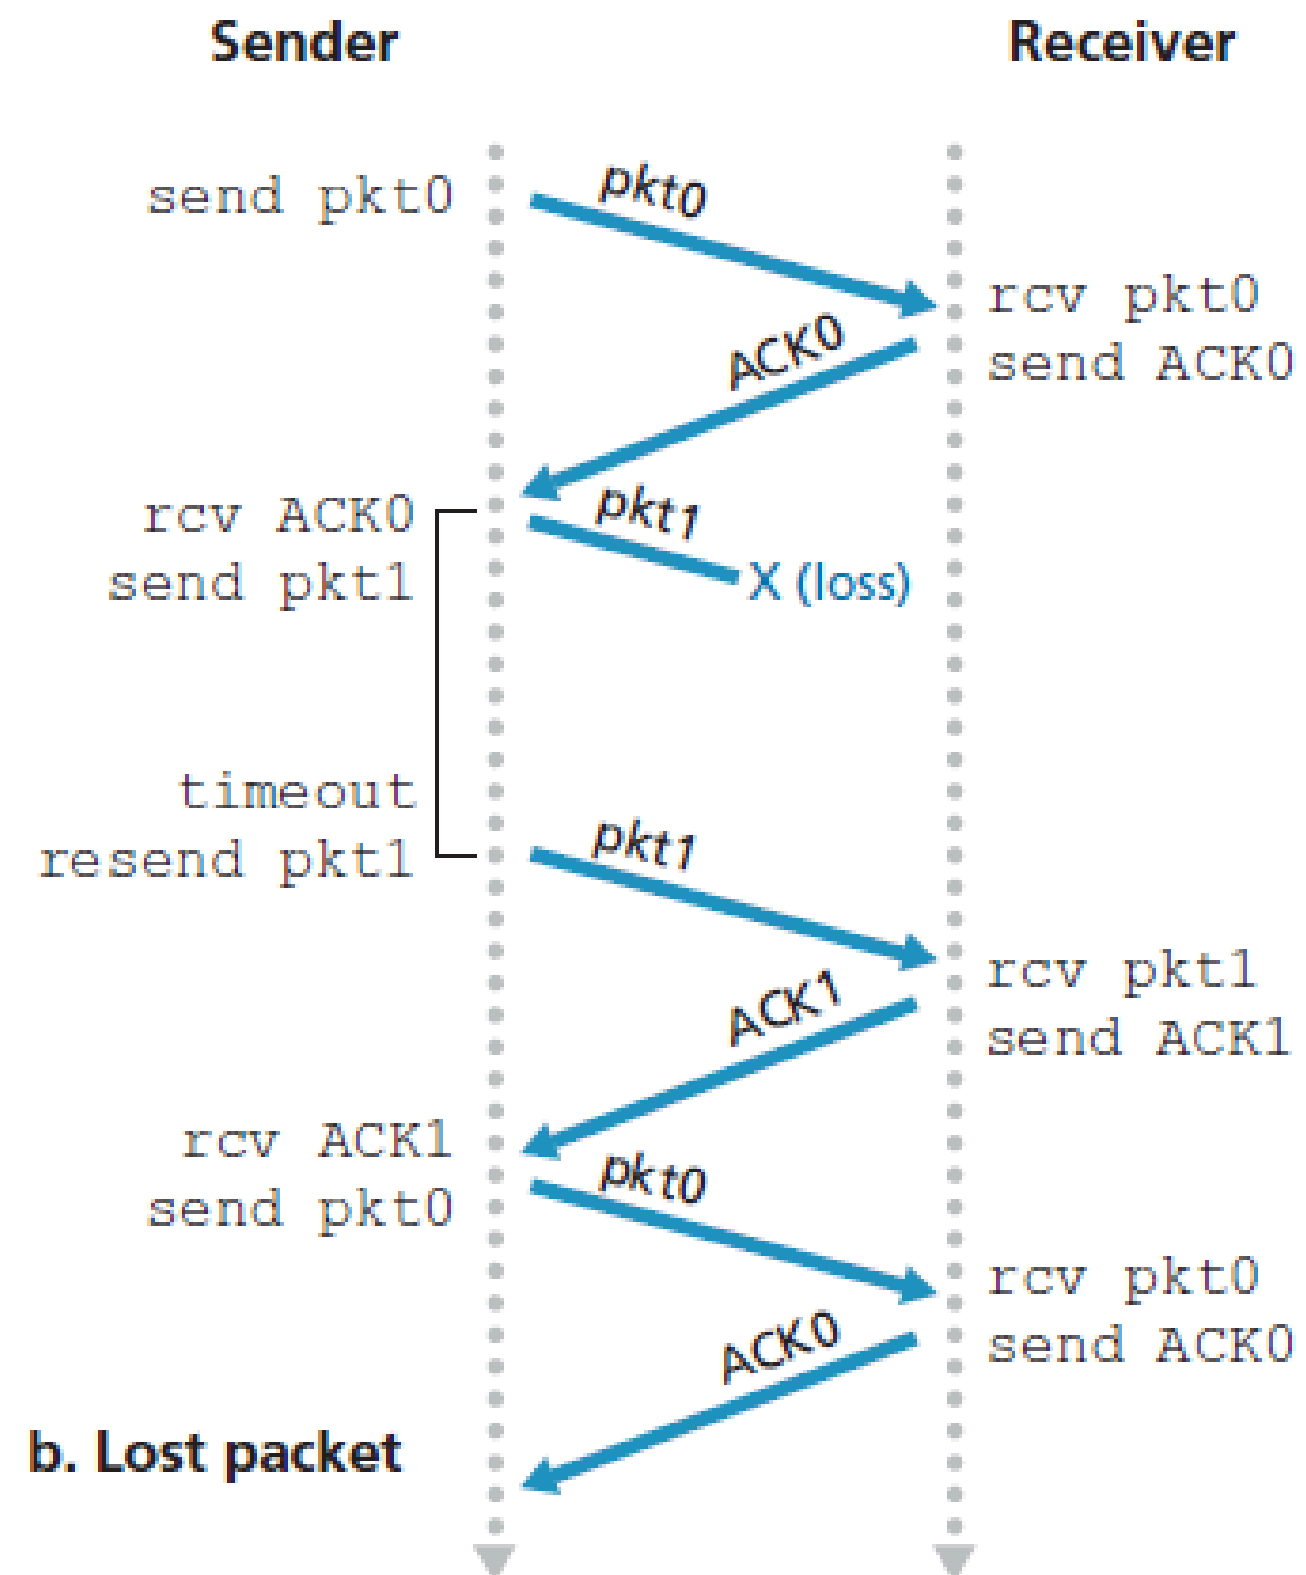 Sender
Receiver
send pkt0
pkt0
rcv pkt0
ACK0
send ACK0
rcv ACK0
pkt1
send pkt1
X (loss)
timeout
resend pkt1
pkt1
rcv pkt1
ACK1
send ACK1
rcv ACK1
pkt0
send pkt0
rcv pkt0
ACK0
send ACK0
b. Lost packet